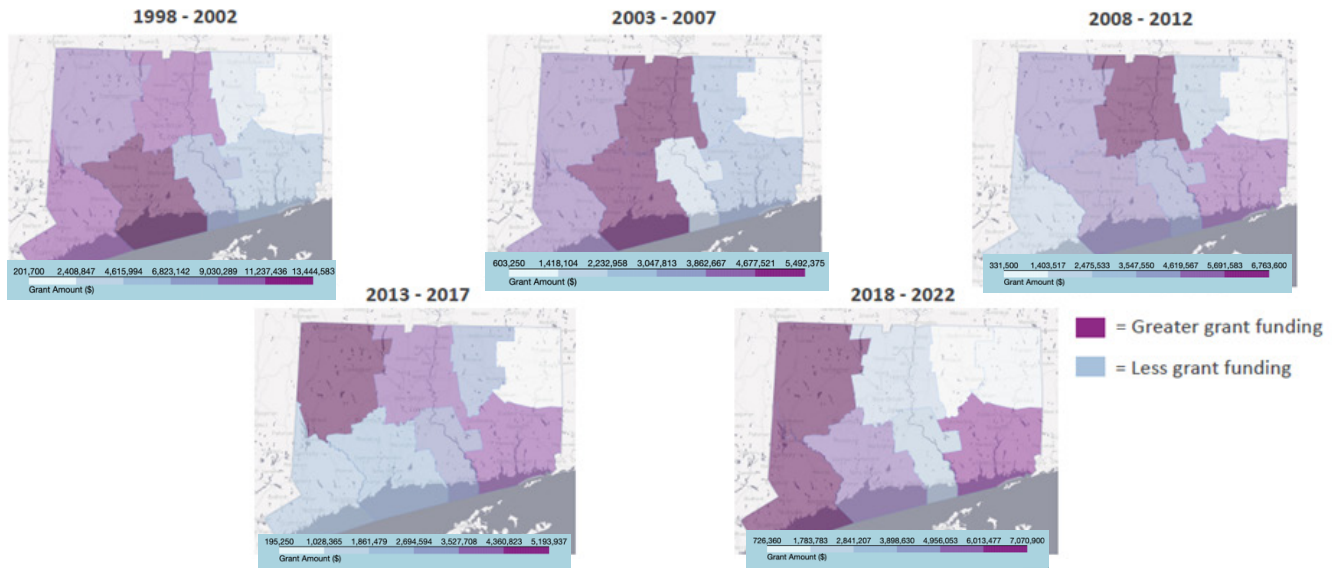 1998 - 2002
2003 - 2007
2008 - 2012
201,700 2,408,847 4,615,994 6,823,142 9,030,289 11,237,436 13,444,583
Grant Amount ($)
603,250 1,418,104 2,232,958 3,047,813 3,862,667 4,677,521 5,492,375
Grant Amount ($)
331,500 1,403,517 2,475,533 3,547,550 4,619,567 5,691,583 6,763,600
Grant Amount ($)
2013 - 2017
2018 - 2022
= Greater grant funding
= Less grant funding
195,250 1,028,365 1,861,479 2,694,594 3,527,708 4,360,823 5,193,937
Grant Amount ($)
726,360 1,783,783 2,841,207 3,898,630 4,956,053 6,013,477 7,070,900
Grant Amount ($)